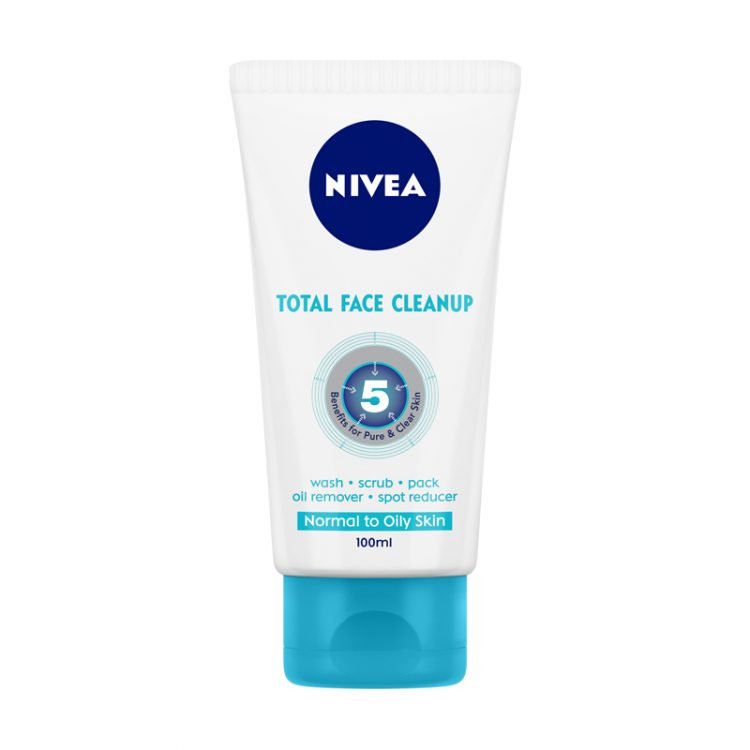 NIVEA
TOTAL FACE CLEANUP
5
Benefits for Pure & Clear Skin
wash • scrub • pack
oil remover • spot reducer
Normal to Oily Skin
100ml